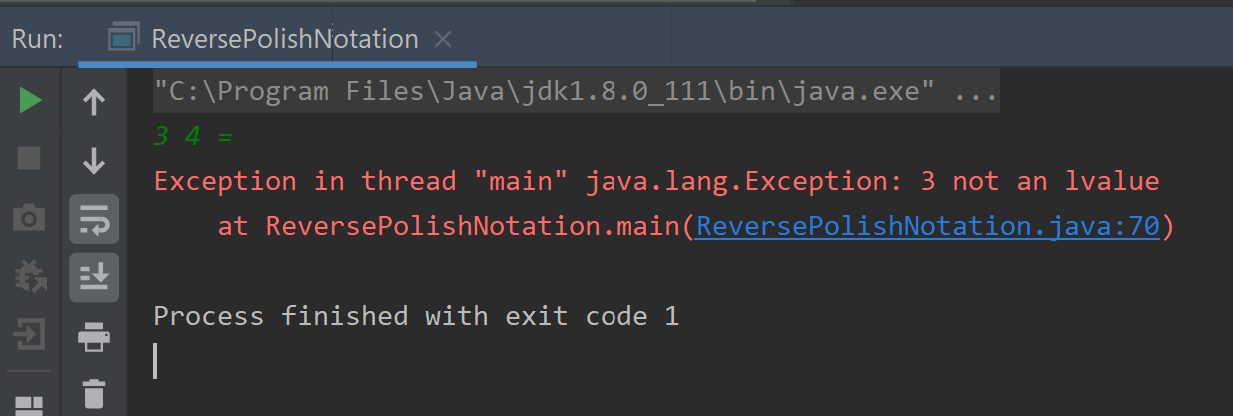 Run: ReversePolishNotation
"C:\Program Files\Java\jdk1.8.0_111\bin\java.exe" ...
3 4 =
Exception in thread "main" java.lang.Exception: 3 not an lvalue
at ReversePolishNotation.main(ReversePolishNotation.java:70)
Process finished with exit code 1